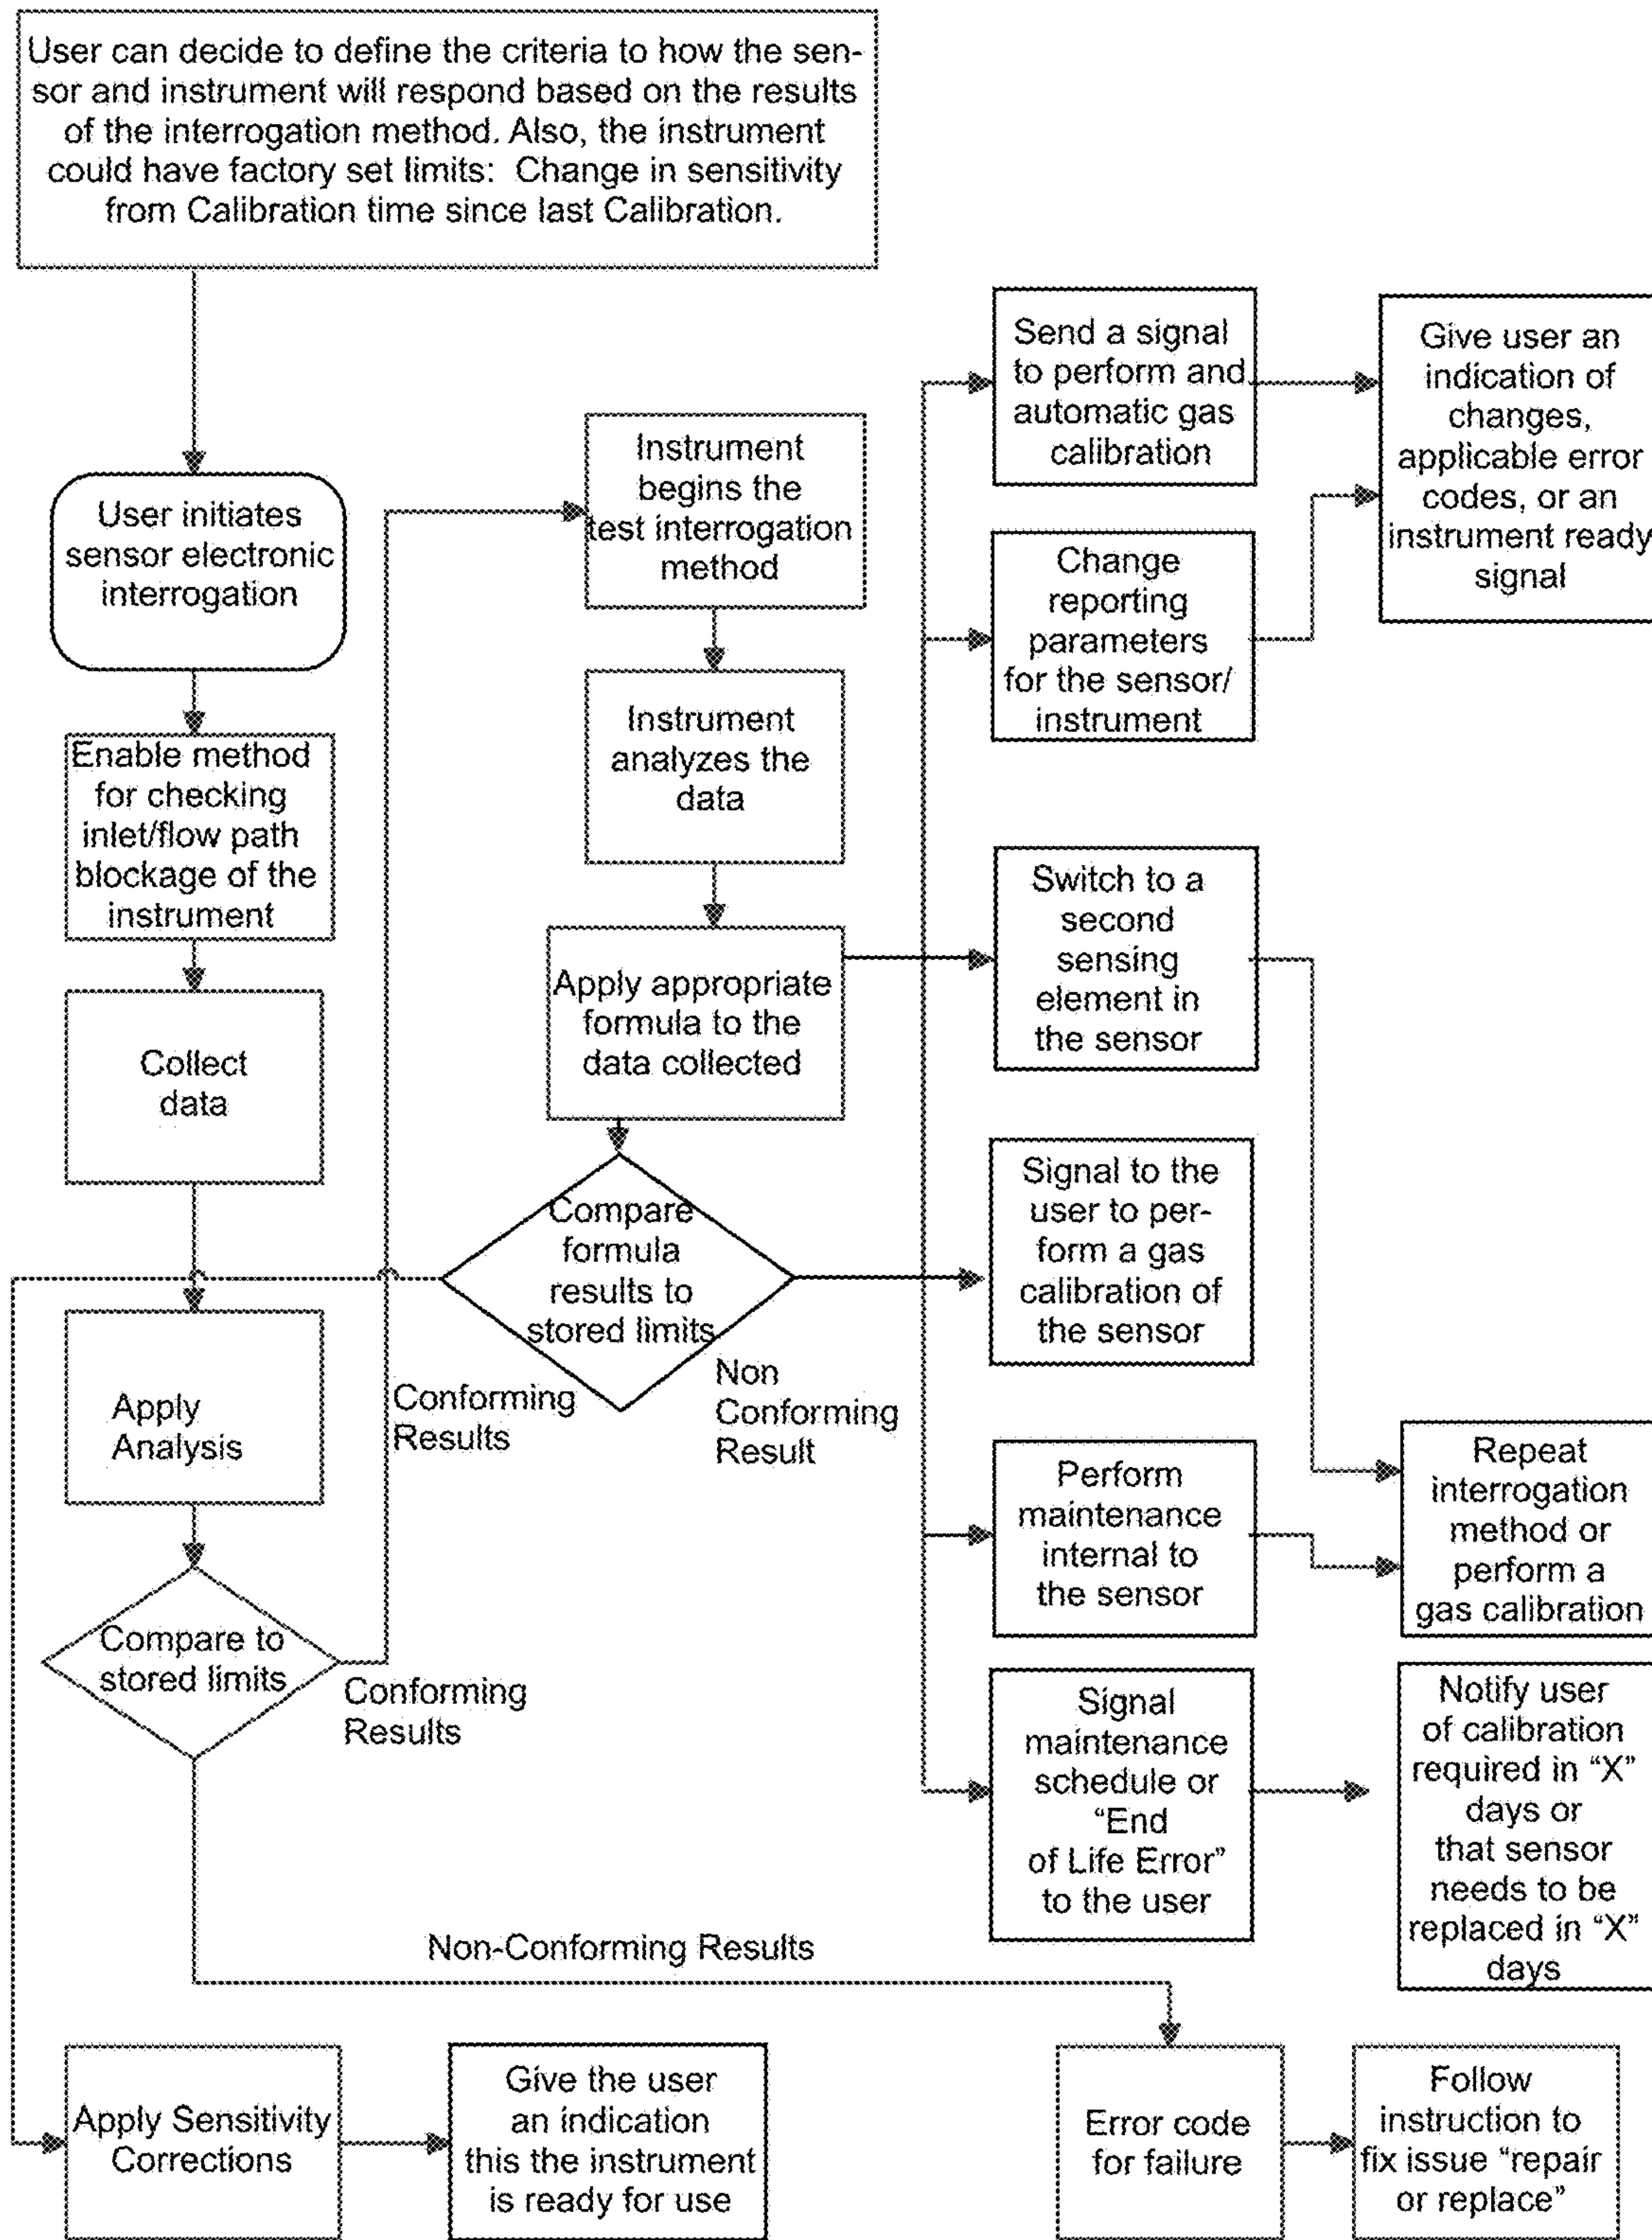 User can decide to define the criteria to how the sen-
sor and instrument will respond based on the results
of the interrogation method. Also, the instrument
could have factory set limits: Change in sensitivity
from Calibration time since last Calibration.
User initiates
sensor electronic
interrogation
Enable method
for checking
inlet/flow path
blockage of the
instrument
Collect
data
Apply
Analysis
Compare to
stored limits
Conforming
Results
Non-Conforming Results
Instrument
begins the
test interrogation
method
Instrument
analyzes the
data
Apply appropriate
formula to the
data collected
Compare
formula
results to
stored limits
Conforming
Results
Non
Conforming
Result
Send a signal
to perform and
automatic gas
calibration
Change
reporting
parameters
for the sensor/
instrument
Switch to a
second
sensing
element in
the sensor
Signal to the
user to per-
form a gas
calibration of
the sensor
Perform
maintenance
internal to
the sensor
Signal
maintenance
schedule or
“End
of Life Error”
to the user
Give user an
indication of
changes,
applicable error
codes, or an
instrument ready
signal
Repeat
interrogation
method or
perform a
gas calibration
Notify user
of calibration
required in “X”
days or
that sensor
needs to be
replaced in “X”
days
Apply Sensitivity
Corrections
Give the user
an indication
this the instrument
is ready for use
Error code
for failure
Follow
instruction to
fix issue “repair
or replace”